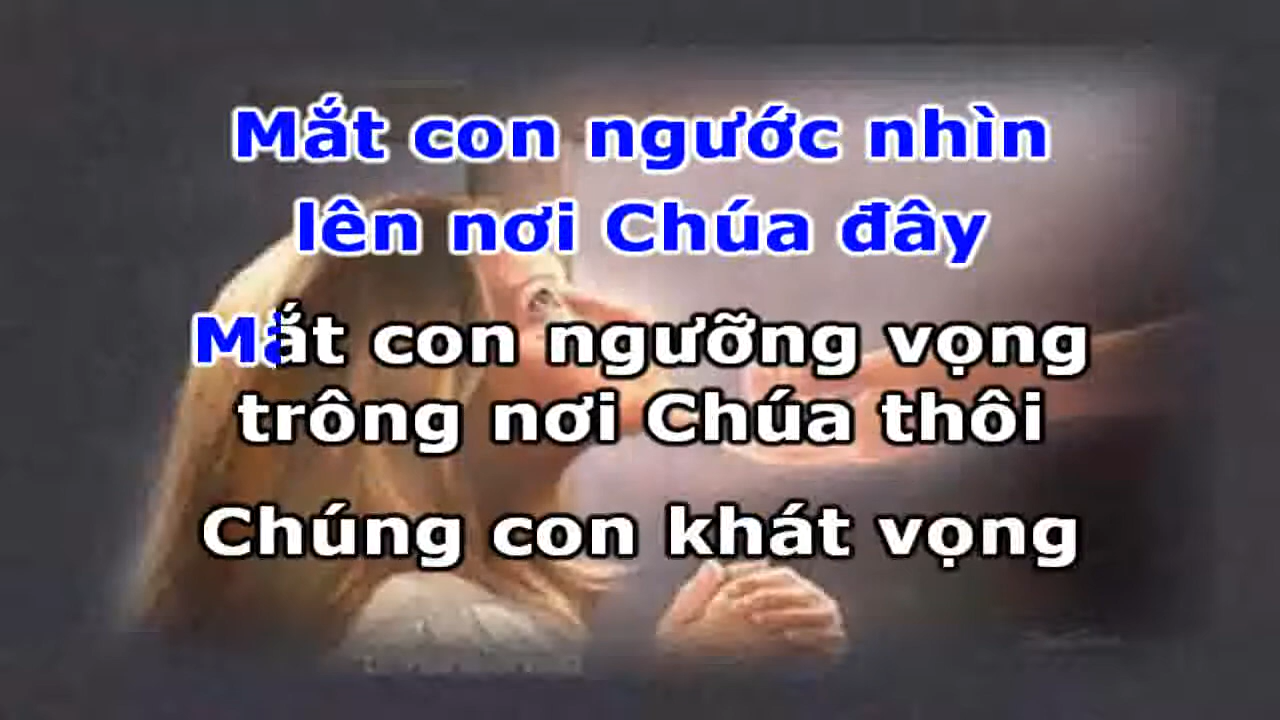 Mắt con ngước nhìn
lên nơi Chúa đây
Mắt con ngưỡng vọng
trông nơi Chúa thôi
Chúng con khát vọng